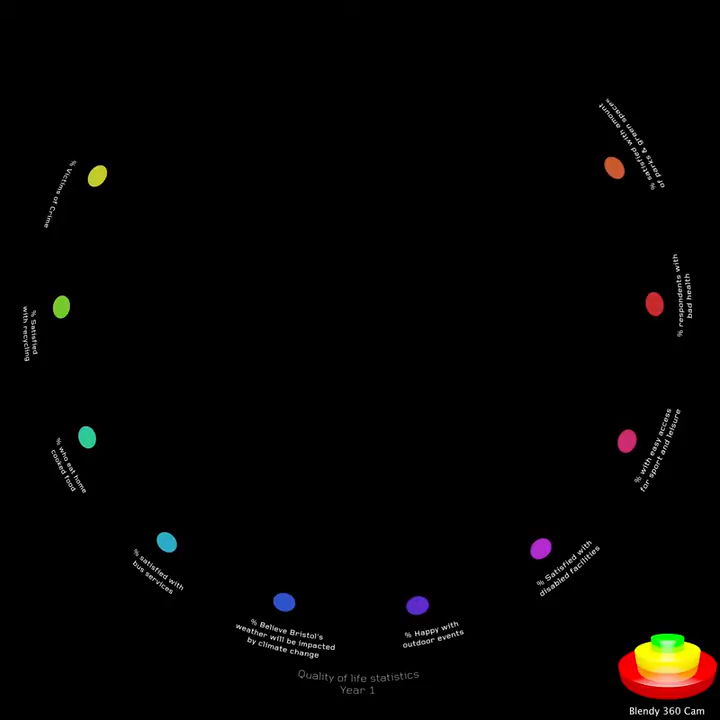 % satisfied with amount
of parks & green spaces
% Victims of Crime
% respondents with
bad health
% Satisfied
with recycling
% with easy access
for sport and leisure
% who eat home
cooked food
% Satisfied with
disabled facilities
% satisfied with
bus services
% Believe Bristol's
weather will be impacted
by climate change
% Happy with
outdoor events
Quality of life statistics
Year 1
Blendy 360 Cam